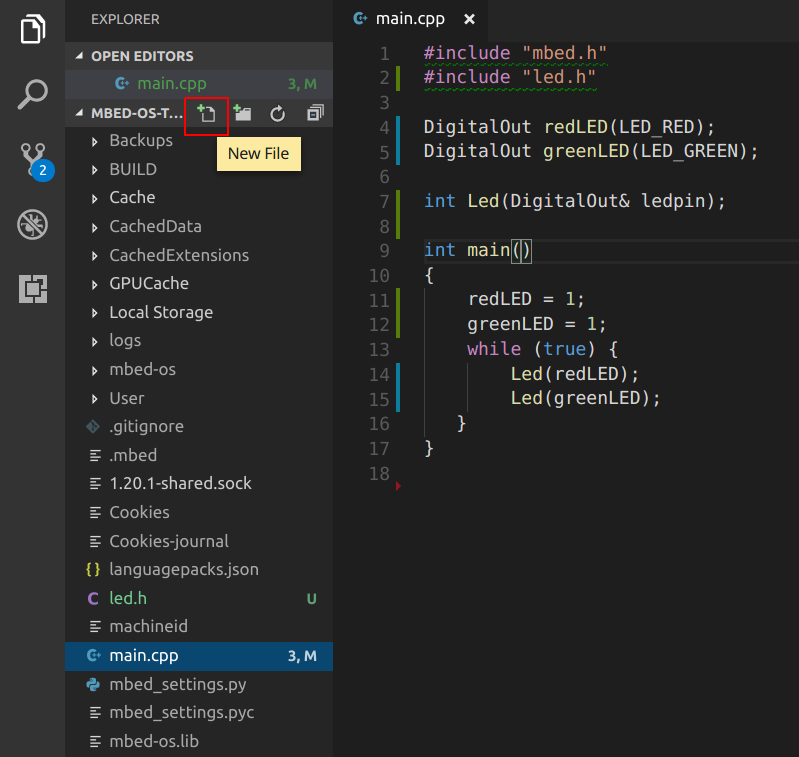 EXPLORER
OPEN EDITORS
main.cpp 3, M
MBED-OS-T...
New File
Backups
BUILD
Cache
CachedData
CachedExtensions
GPUCache
Local Storage
logs
mbed-os
User
.gitignore
.mbed
1.20.1-shared.sock
Cookies
Cookies-journal
languagepacks.json
led.h U
machineid
main.cpp 3, M
mbed_settings.py
mbed_settings.pyc
mbed-os.lib
2
main.cpp
1 #include "mbed.h"
2 #include "led.h"
3
4 DigitalOut redLED(LED_RED);
5 DigitalOut greenLED(LED_GREEN);
6
7 int Led(DigitalOut& ledpin);
8
9 int main()
10 {
11 redLED = 1;
12 greenLED = 1;
13 while (true) {
14 Led(redLED);
15 Led(greenLED);
16 }
17 }
18